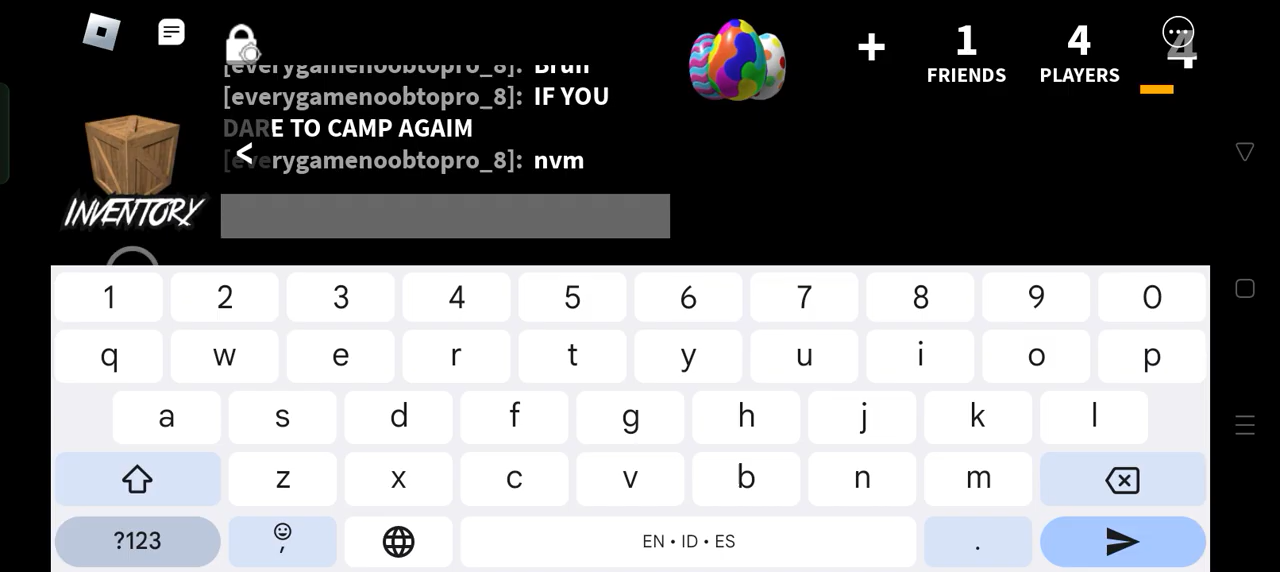 [everygamenoobtopro_8]: Bruh
[everygamenoobtopro_8]: IF YOU
DARE TO CAMP AGAIM
[everygamenoobtopro_8]: nvm
<
INVENTORY
+
1
FRIENDS
4
PLAYERS
4
1 2 3 4 5 6 7 8 9 0
q w e r t y u i o p
a s d f g h j k l
z x c v b n m
?123 , EN • ID • ES .